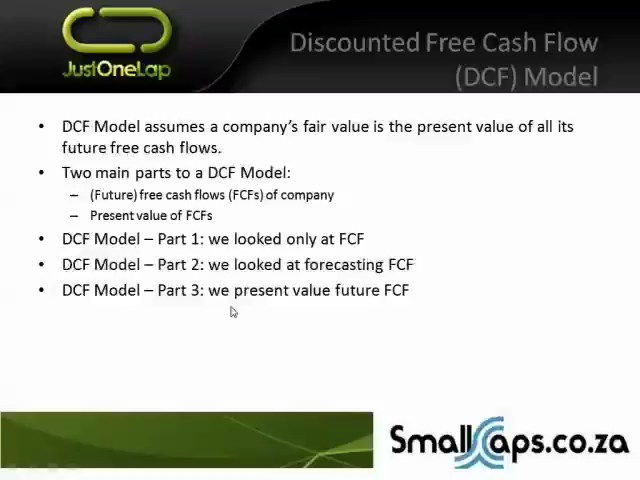 JustOneLap
Discounted Free Cash Flow
(DCF) Model
• DCF Model assumes a company's fair value is the present value of all its
future free cash flows.
• Two main parts to a DCF Model:
– (Future) free cash flows (FCFs) of company
– Present value of FCFs
• DCF Model – Part 1: we looked only at FCF
• DCF Model – Part 2: we looked at forecasting FCF
• DCF Model – Part 3: we present value future FCF
SmallCaps.co.za